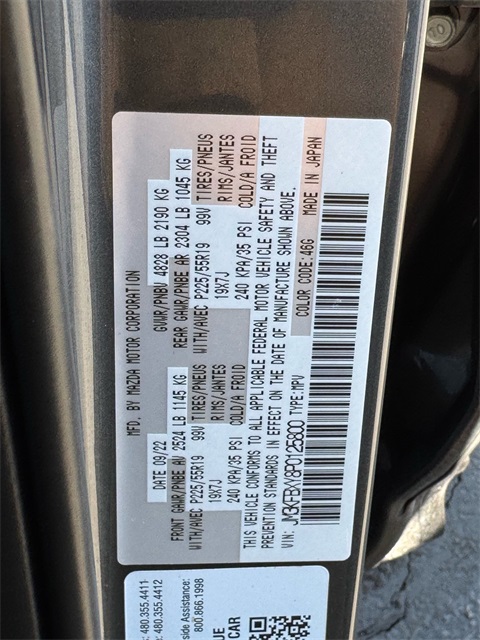 MFD. BY MAZDA MOTOR CORPORATION
DATE 09/22 GVWR/PNBV 4828 LB 2190 KG
FRONT GAWR/PNBE AV 2524 LB 1145 KG REAR GAWR/PNBE AR 2304 LB 1045 KG
WITH/AVEC P225/55R19 99V TIRES/PNEUS WITH/AVEC P225/55R19 99V TIRES/PNEUS
19X7J RIMS/JANTES 19X7J RIMS/JANTES
240 KPA/35 PSI COLD/A FROID 240 KPA/35 PSI COLD/A FROID
THIS VEHICLE CONFORMS TO ALL APPLICABLE FEDERAL MOTOR VEHICLE SAFETY AND THEFT
PREVENTION STANDARDS IN EFFECT ON THE DATE OF MANUFACTURE SHOWN ABOVE.
COLOR CODE:46G MADE IN JAPAN
JM3KFBXY8P0125800 TYPE:MPV
480.355.4411
480.355.4412
side Assistance:
800.866.1998
UE
CAR